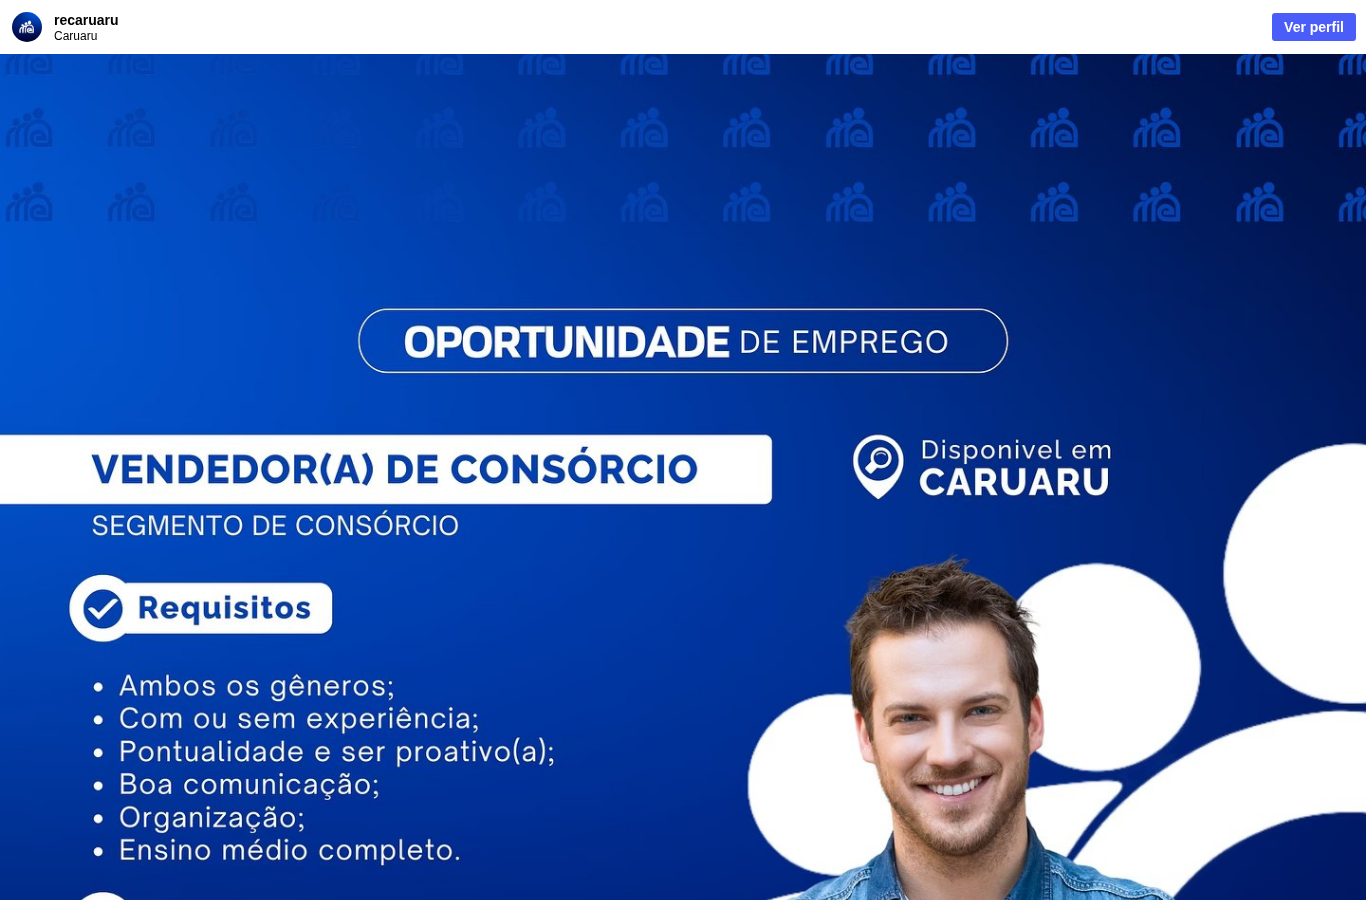 recaruaru
Caruaru
Ver perfil
OPORTUNIDADE DE EMPREGO
VENDEDOR(A) DE CONSÓRCIO
SEGMENTO DE CONSÓRCIO
Disponivel em
CARUARU
Requisitos
• Ambos os gêneros;
• Com ou sem experiência;
• Pontualidade e ser proativo(a);
• Boa comunicação;
• Organização;
• Ensino médio completo.